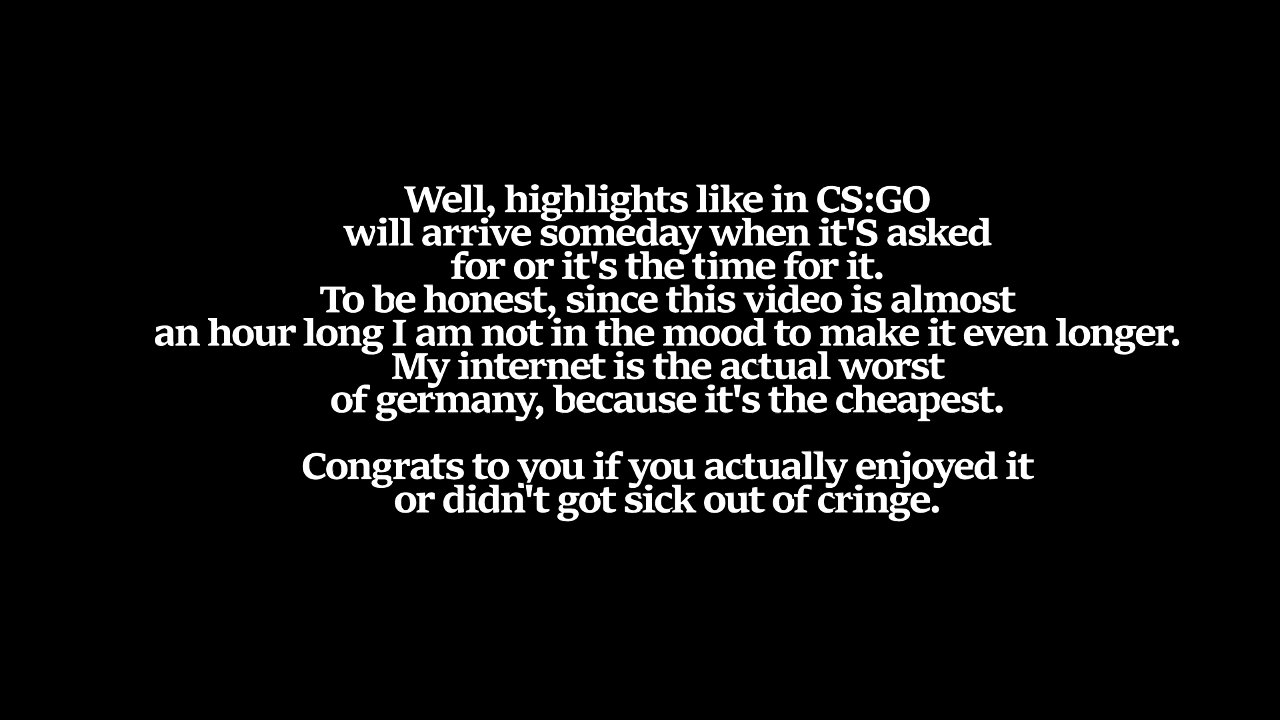 Well, highlights like in CS:GO
will arrive someday when it'S asked
for or it's the time for it.
To be honest, since this video is almost
an hour long I am not in the mood to make it even longer.
My internet is the actual worst
of germany, because it's the cheapest.
Congrats to you if you actually enjoyed it
or didn't got sick out of cringe.